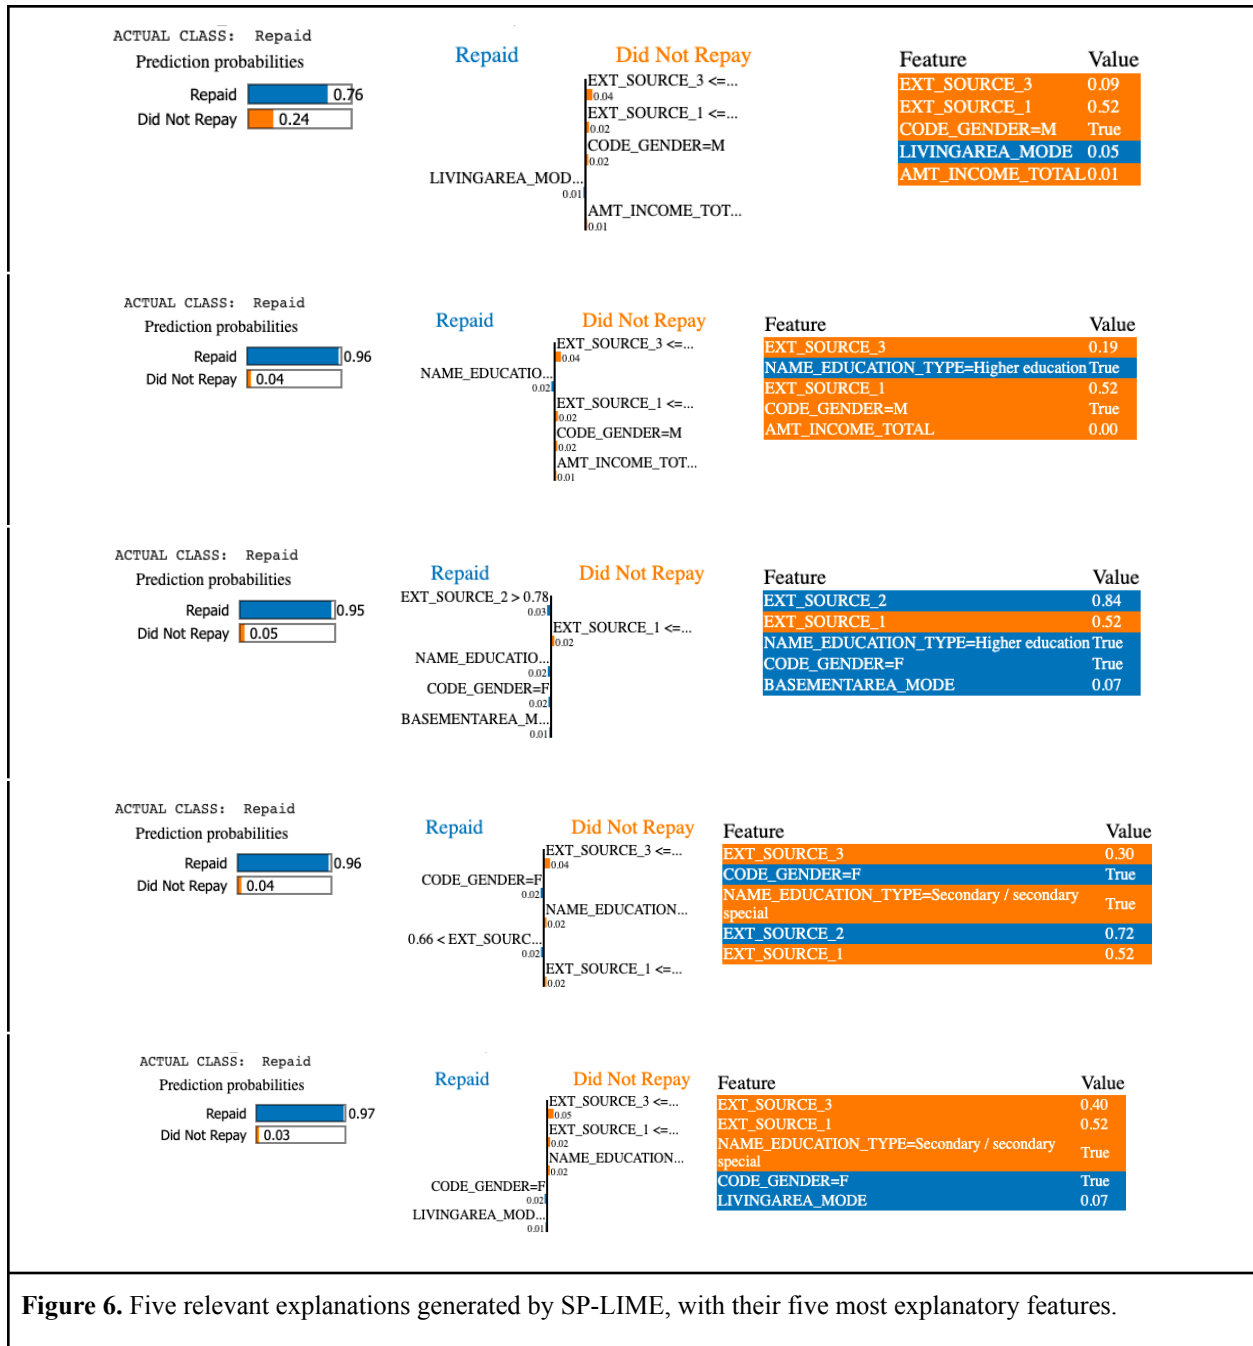 ACTUAL CLASS: Repaid
Prediction probabilities
Repaid 0.76
Did Not Repay 0.24
Repaid Did Not Repay
EXT_SOURCE_3 <=...
0.04
EXT_SOURCE_1 <=...
0.02
CODE_GENDER=M
0.02
LIVINGAREA_MOD...
0.01
AMT_INCOME_TOT...
0.01
Feature Value
EXT_SOURCE_3 0.09
EXT_SOURCE_1 0.52
CODE_GENDER=M True
LIVINGAREA_MODE 0.05
AMT_INCOME_TOTAL 0.01
ACTUAL CLASS: Repaid
Prediction probabilities
Repaid 0.96
Did Not Repay 0.04
Repaid Did Not Repay
EXT_SOURCE_3 <=...
0.04
NAME_EDUCATIO...
0.02
EXT_SOURCE_1 <=...
0.02
CODE_GENDER=M
0.02
AMT_INCOME_TOT...
0.01
Feature Value
EXT_SOURCE_3 0.19
NAME_EDUCATION_TYPE=Higher education True
EXT_SOURCE_1 0.52
CODE_GENDER=M True
AMT_INCOME_TOTAL 0.00
ACTUAL CLASS: Repaid
Prediction probabilities
Repaid 0.95
Did Not Repay 0.05
Repaid Did Not Repay
EXT_SOURCE_2 > 0.78
0.03
EXT_SOURCE_1 <=...
0.02
NAME_EDUCATIO...
0.02
CODE_GENDER=F
0.02
BASEMENTAREA_M...
0.01
Feature Value
EXT_SOURCE_2 0.84
EXT_SOURCE_1 0.52
NAME_EDUCATION_TYPE=Higher education True
CODE_GENDER=F True
BASEMENTAREA_MODE 0.07
ACTUAL CLASS: Repaid
Prediction probabilities
Repaid 0.96
Did Not Repay 0.04
Repaid Did Not Repay
EXT_SOURCE_3 <=...
0.04
CODE_GENDER=F
0.02
NAME_EDUCATION...
0.02
0.66 < EXT_SOURC...
0.02
EXT_SOURCE_1 <=...
0.02
Feature Value
EXT_SOURCE_3 0.30
CODE_GENDER=F True
NAME_EDUCATION_TYPE=Secondary / secondary
special True
EXT_SOURCE_2 0.72
EXT_SOURCE_1 0.52
ACTUAL CLASS: Repaid
Prediction probabilities
Repaid 0.97
Did Not Repay 0.03
Repaid Did Not Repay
EXT_SOURCE_3 <=...
0.05
EXT_SOURCE_1 <=...
0.02
NAME_EDUCATION...
0.02
CODE_GENDER=F
0.02
LIVINGAREA_MOD...
0.01
Feature Value
EXT_SOURCE_3 0.40
EXT_SOURCE_1 0.52
NAME_EDUCATION_TYPE=Secondary / secondary
special True
CODE_GENDER=F True
LIVINGAREA_MODE 0.07
Figure 6. Five relevant explanations generated by SP-LIME, with their five most explanatory features.